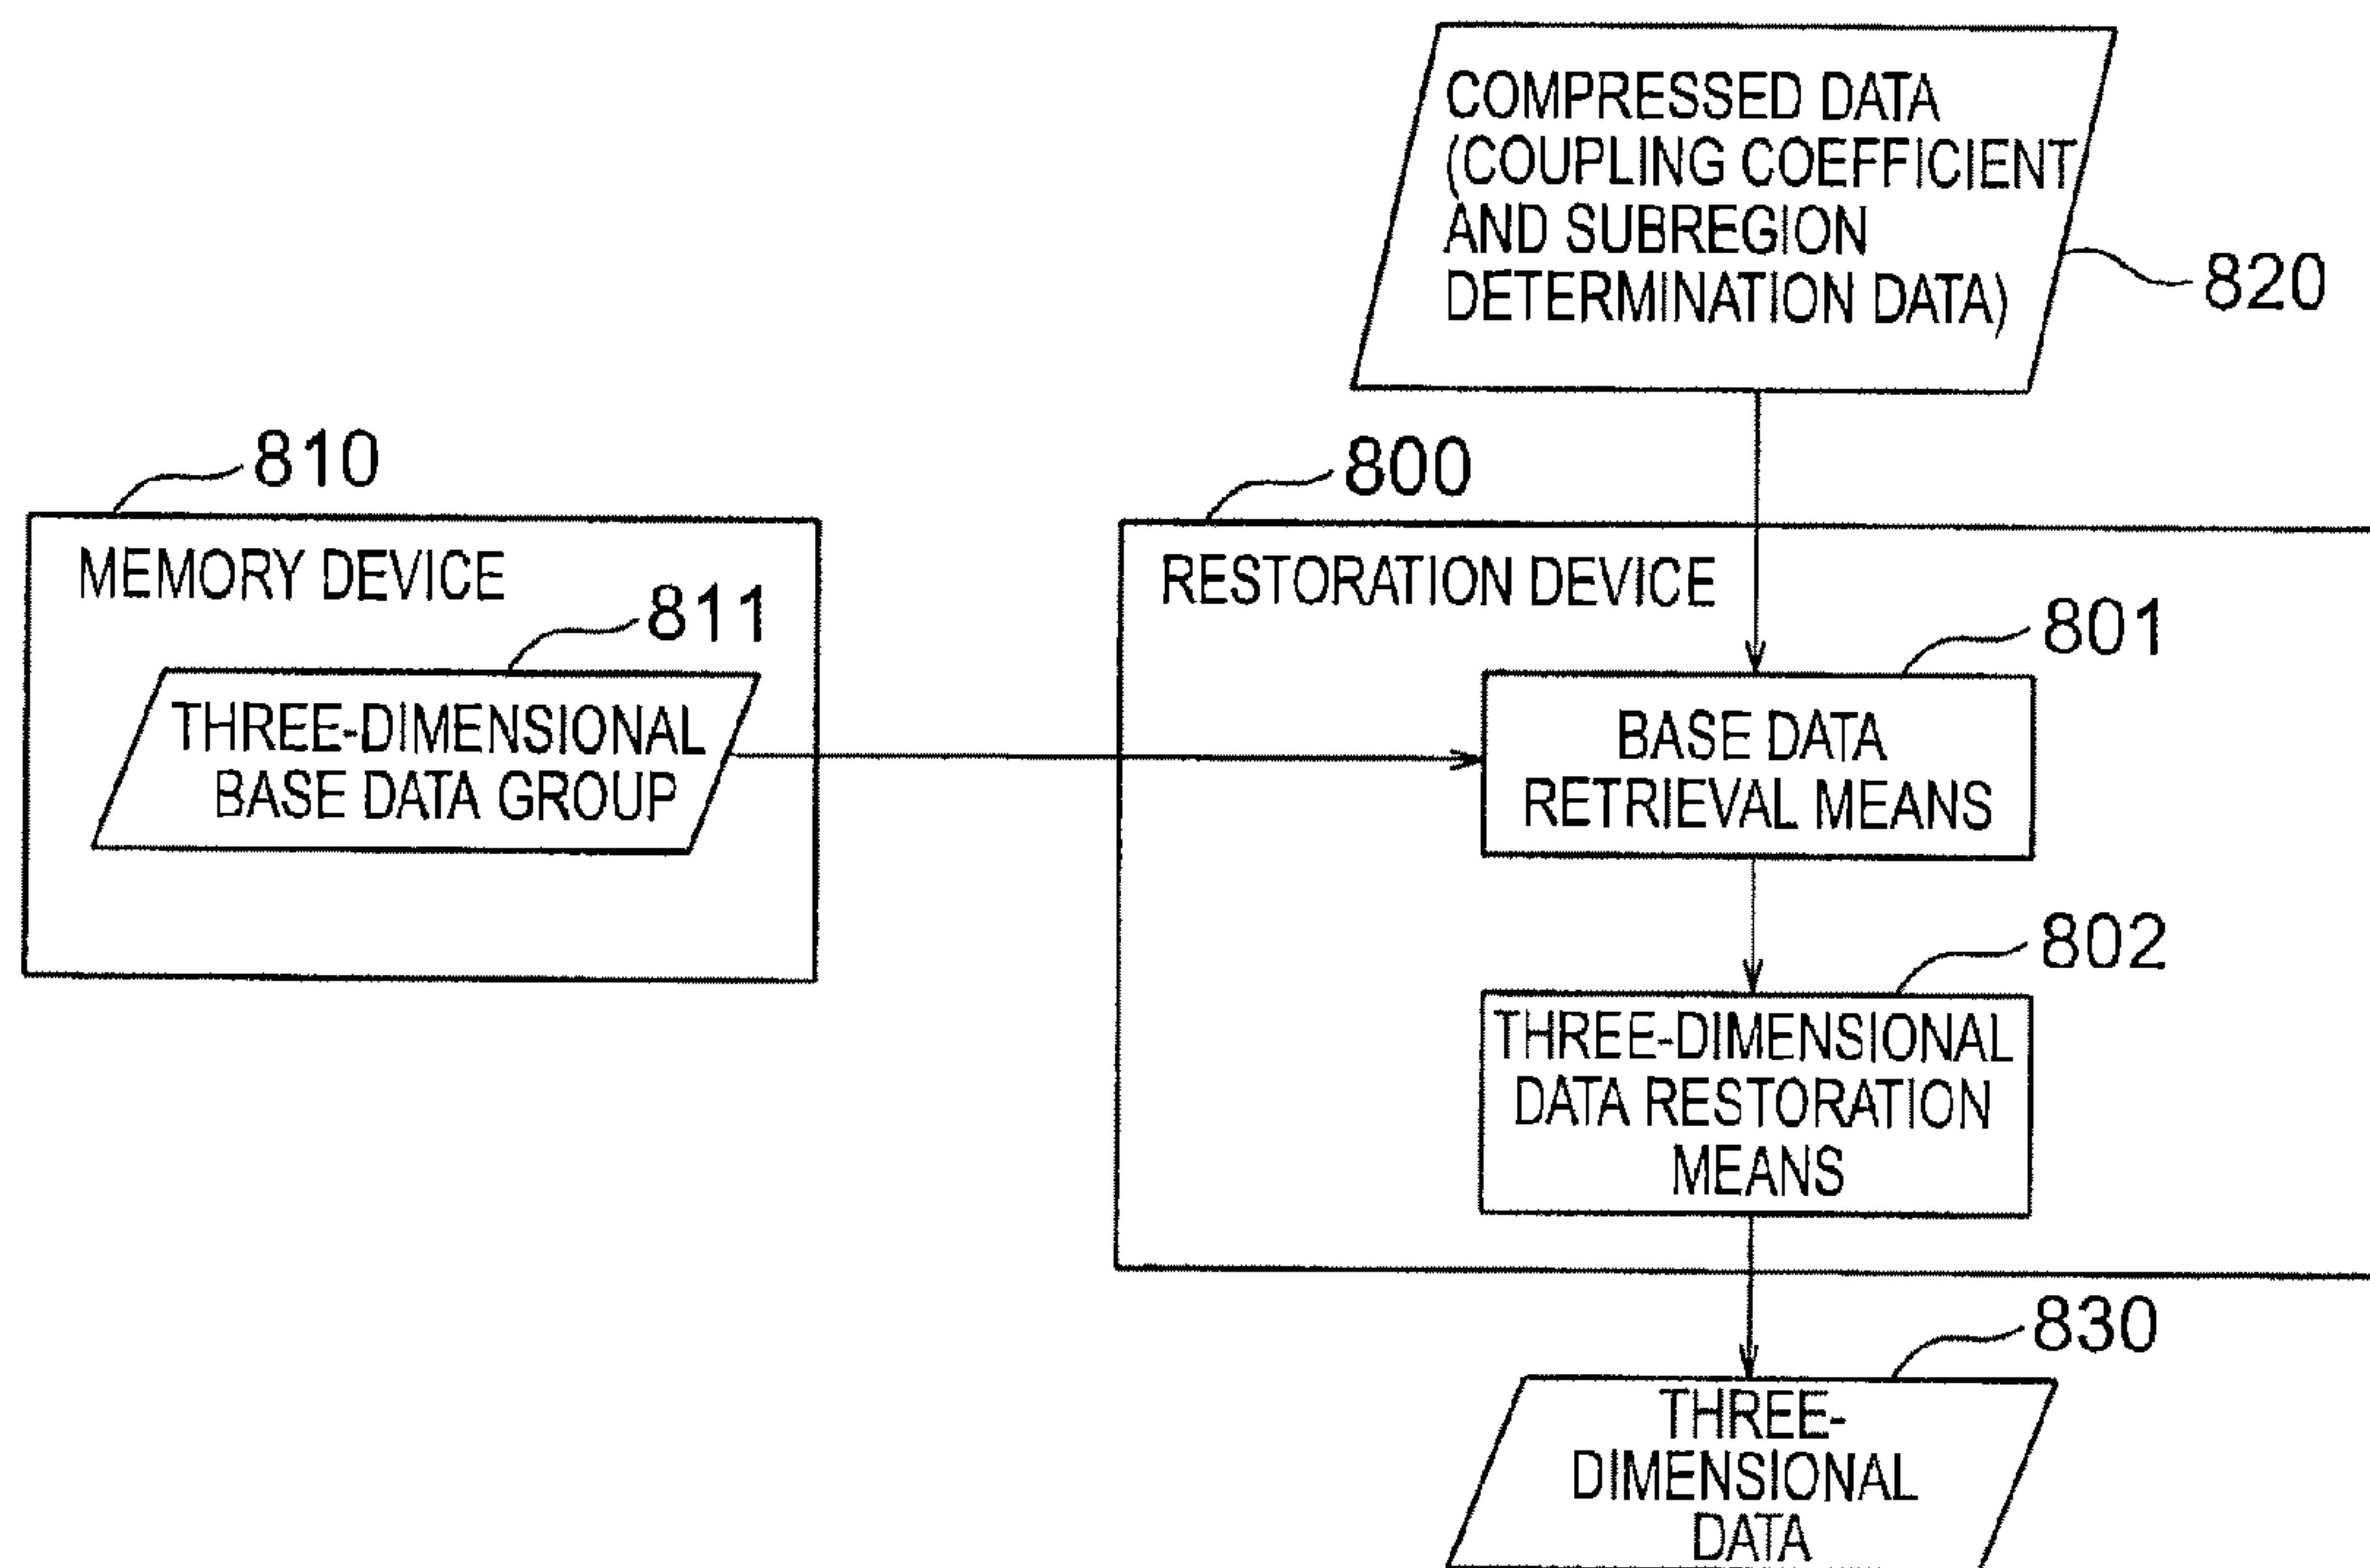 COMPRESSED DATA
(COUPLING COEFFICIENT
AND SUBREGION
DETERMINATION DATA)
820
810
MEMORY DEVICE
811
THREE-DIMENSIONAL
BASE DATA GROUP
800
RESTORATION DEVICE
801
BASE DATA
RETRIEVAL MEANS
802
THREE-DIMENSIONAL
DATA RESTORATION
MEANS
830
THREE-
DIMENSIONAL
DATA